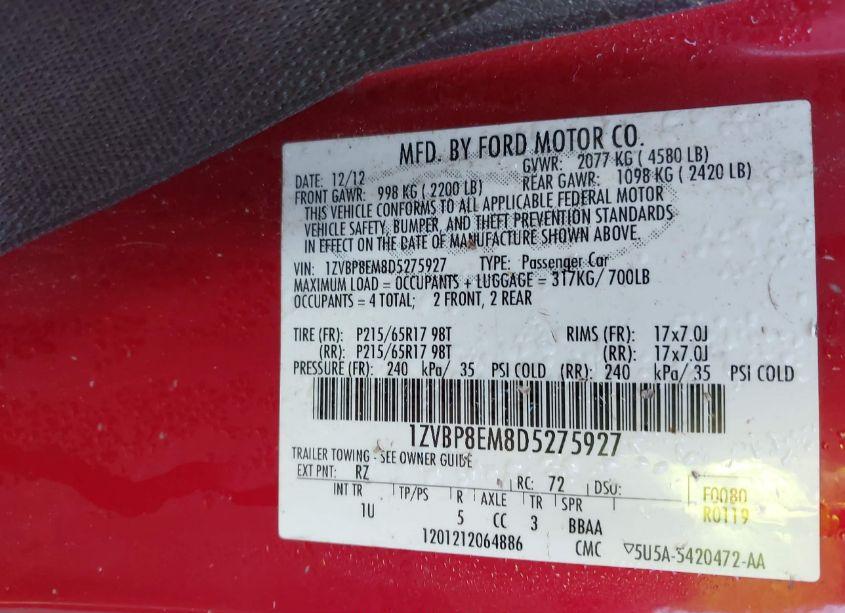 MFD. BY FORD MOTOR CO.
DATE: 12/12 GVWR: 2077 KG ( 4580 LB)
FRONT GAWR: 998 KG ( 2200 LB) REAR GAWR: 1098 KG ( 2420 LB)
THIS VEHICLE CONFORMS TO ALL APPLICABLE FEDERAL MOTOR
VEHICLE SAFETY, BUMPER, AND THEFT PREVENTION STANDARDS
IN EFFECT ON THE DATE OF MANUFACTURE SHOWN ABOVE.
VIN: 1ZVBP8EM8D5275927 TYPE: Passenger Car
MAXIMUM LOAD = OCCUPANTS + LUGGAGE = 317KG/ 700LB
OCCUPANTS = 4 TOTAL; 2 FRONT, 2 REAR
TIRE (FR): P215/65R17 98T RIMS (FR): 17x7.0J
(RR): P215/65R17 98T (RR): 17x7.0J
PRESSURE (FR): 240 kPa/ 35 PSI COLD (RR): 240 kPa/ 35 PSI COLD
1ZVBP8EM8D5275927
TRAILER TOWING - SEE OWNER GUIDE
EXT PNT: RZ RC: 72 DSO: F0080
INT TR TP/PS R AXLE TR SPR R0119
1U 5 CC 3 BBAA
1201212064886 CMC ▽5U5A-5420472-AA